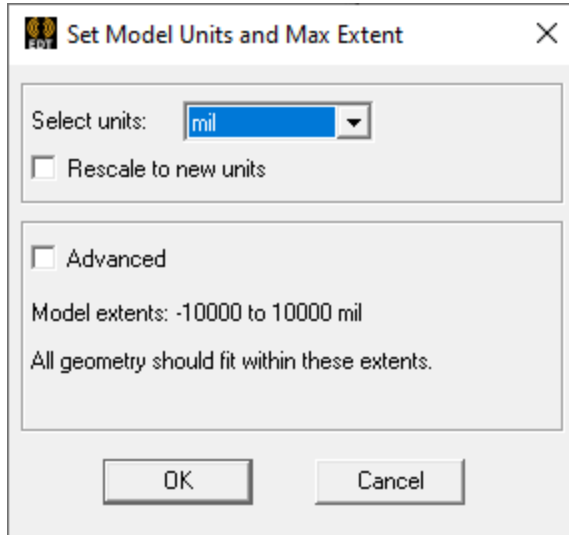 EDT
Set Model Units and Max Extent
Select units: mil
Rescale to new units
Advanced
Model extents: -10000 to 10000 mil
All geometry should fit within these extents.
OK Cancel